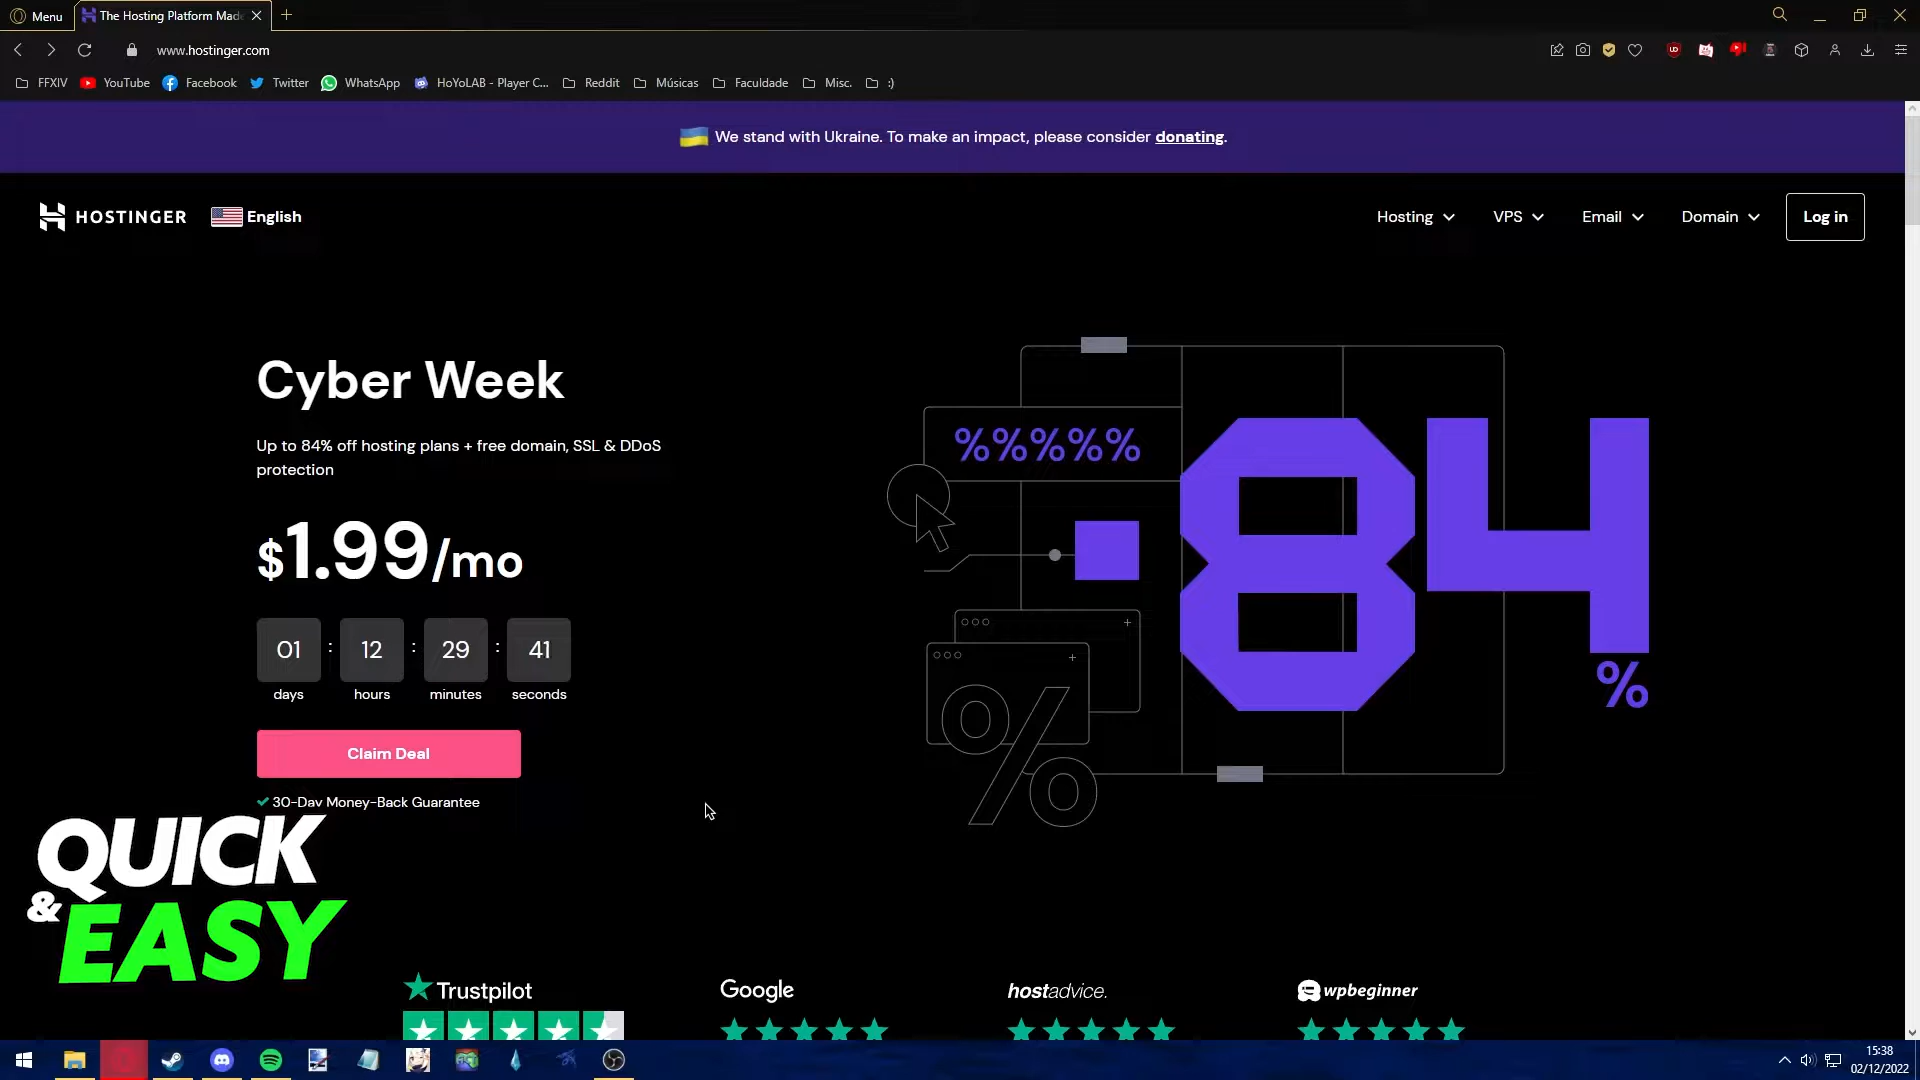 Menu
The Hosting Platform Mad
www.hostinger.com
FFXIV
YouTube
Facebook
Twitter
WhatsApp
HoYoLAB - Player C...
Reddit
Músicas
Faculdade
Misc.
:)
We stand with Ukraine. To make an impact, please consider donating.
HOSTINGER
English
Hosting
VPS
Email
Domain
Log in
Cyber Week
Up to 84% off hosting plans + free domain, SSL & DDoS
protection
$1.99/mo
01 : 12 : 29 : 41
days hours minutes seconds
Claim Deal
30-Day Money-Back Guarantee
%%%%%
84
%
%
QUICK
&EASY
Trustpilot
Google
hostadvice.
wpbeginner
15:38
02/12/2022